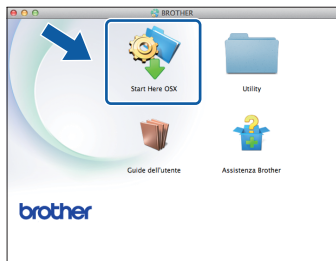 BROTHER
Start Here OSX
Utility
Guide dell'utente
Assistenza Brother
brother